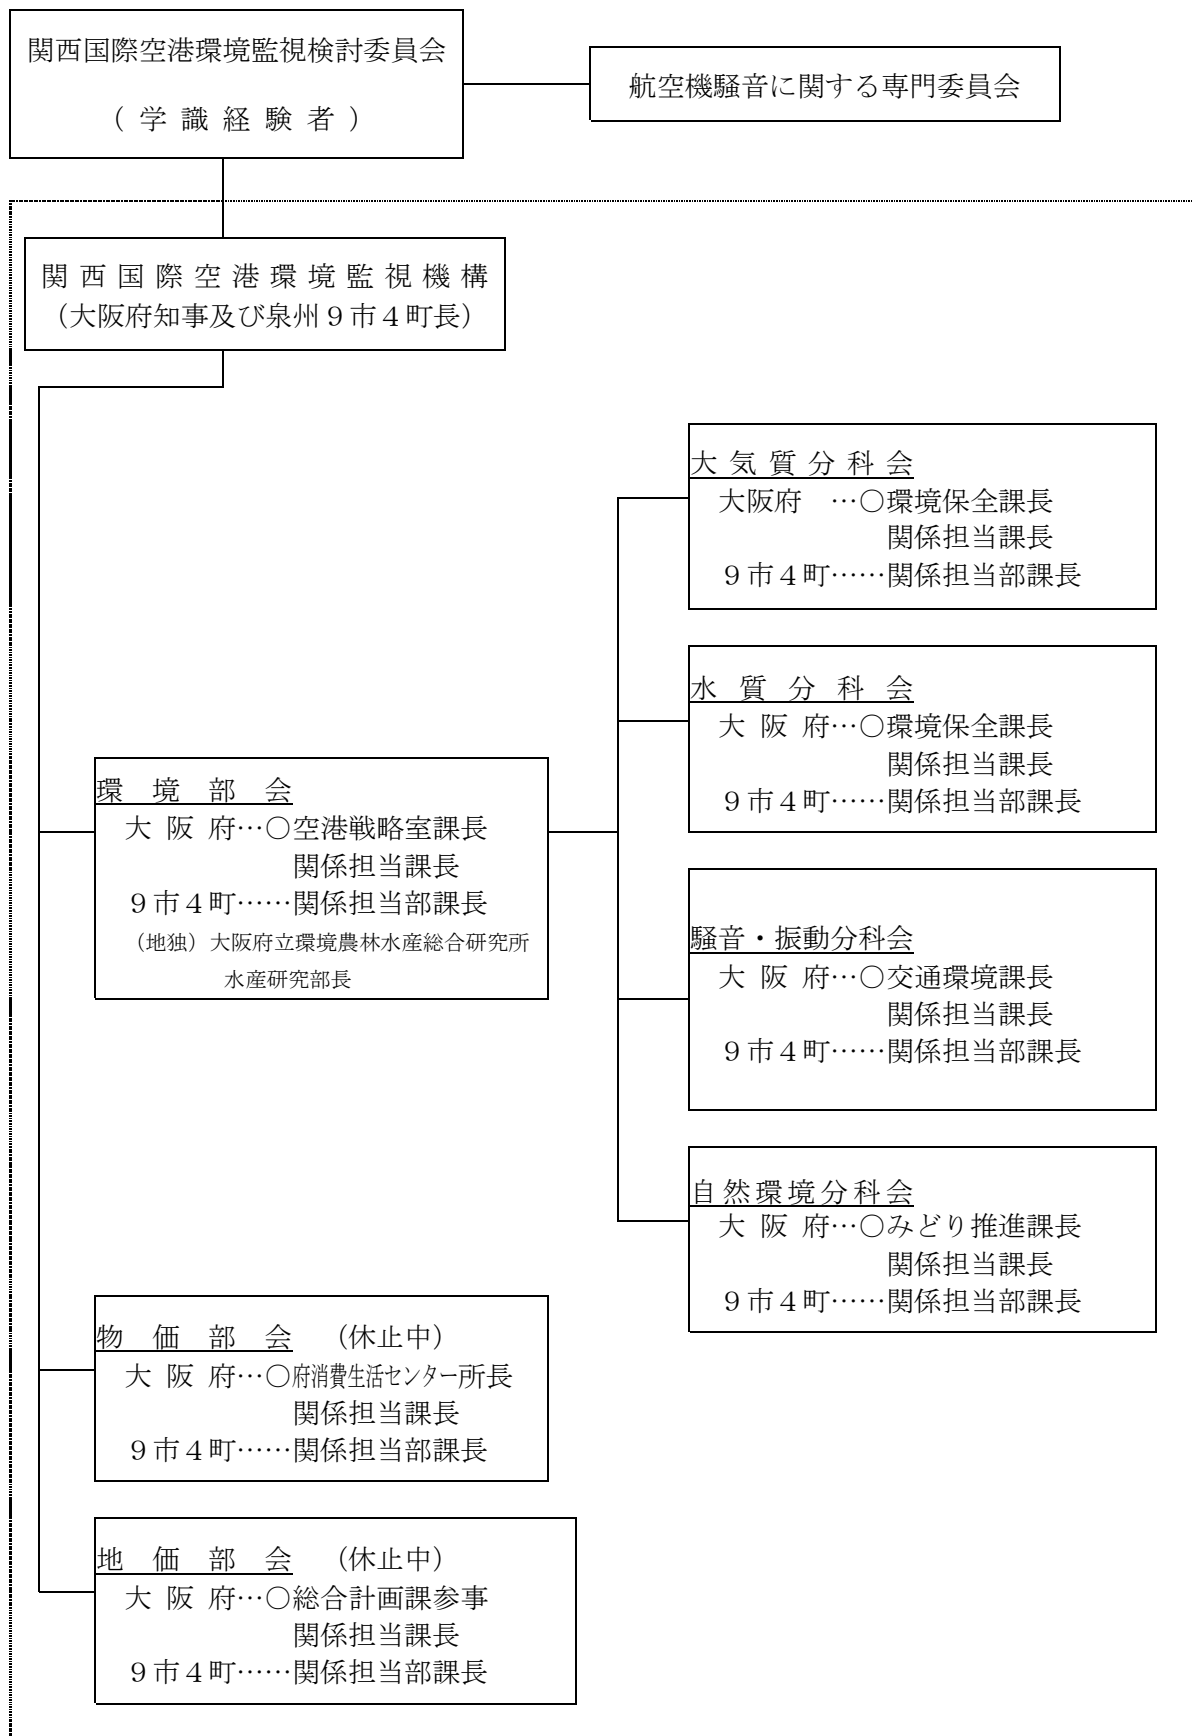 関西国際空港環境監視検討委員会
（学識経験者）
航空機騒音に関する専門委員会
関西国際空港環境監視機構
（大阪府知事及び泉州９市４町長）
大気質分科会
大阪府　…○環境保全課長
関係担当課長
９市４町……関係担当部課長
水質分科会
大阪府…○環境保全課長
関係担当課長
９市４町……関係担当部課長
環境部会
大阪府…○空港戦略室課長
関係担当課長
９市４町……関係担当部課長
（地独）大阪府立環境農林水産総合研究所
水産研究部長
騒音・振動分科会
大阪府…○交通環境課長
関係担当課長
９市４町……関係担当部課長
自然環境分科会
大阪府…○みどり推進課長
関係担当課長
９市４町……関係担当部課長
物価部会　（休止中）
大阪府…○府消費生活センター所長
関係担当課長
９市４町……関係担当部課長
地価部会　（休止中）
大阪府…○総合計画課参事
関係担当課長
９市４町……関係担当部課長